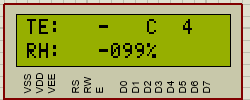 TE:   -  C  4
RH:   -099%
VSS VDD VEE RS RW E D0 D1 D2 D3 D4 D5 D6 D7